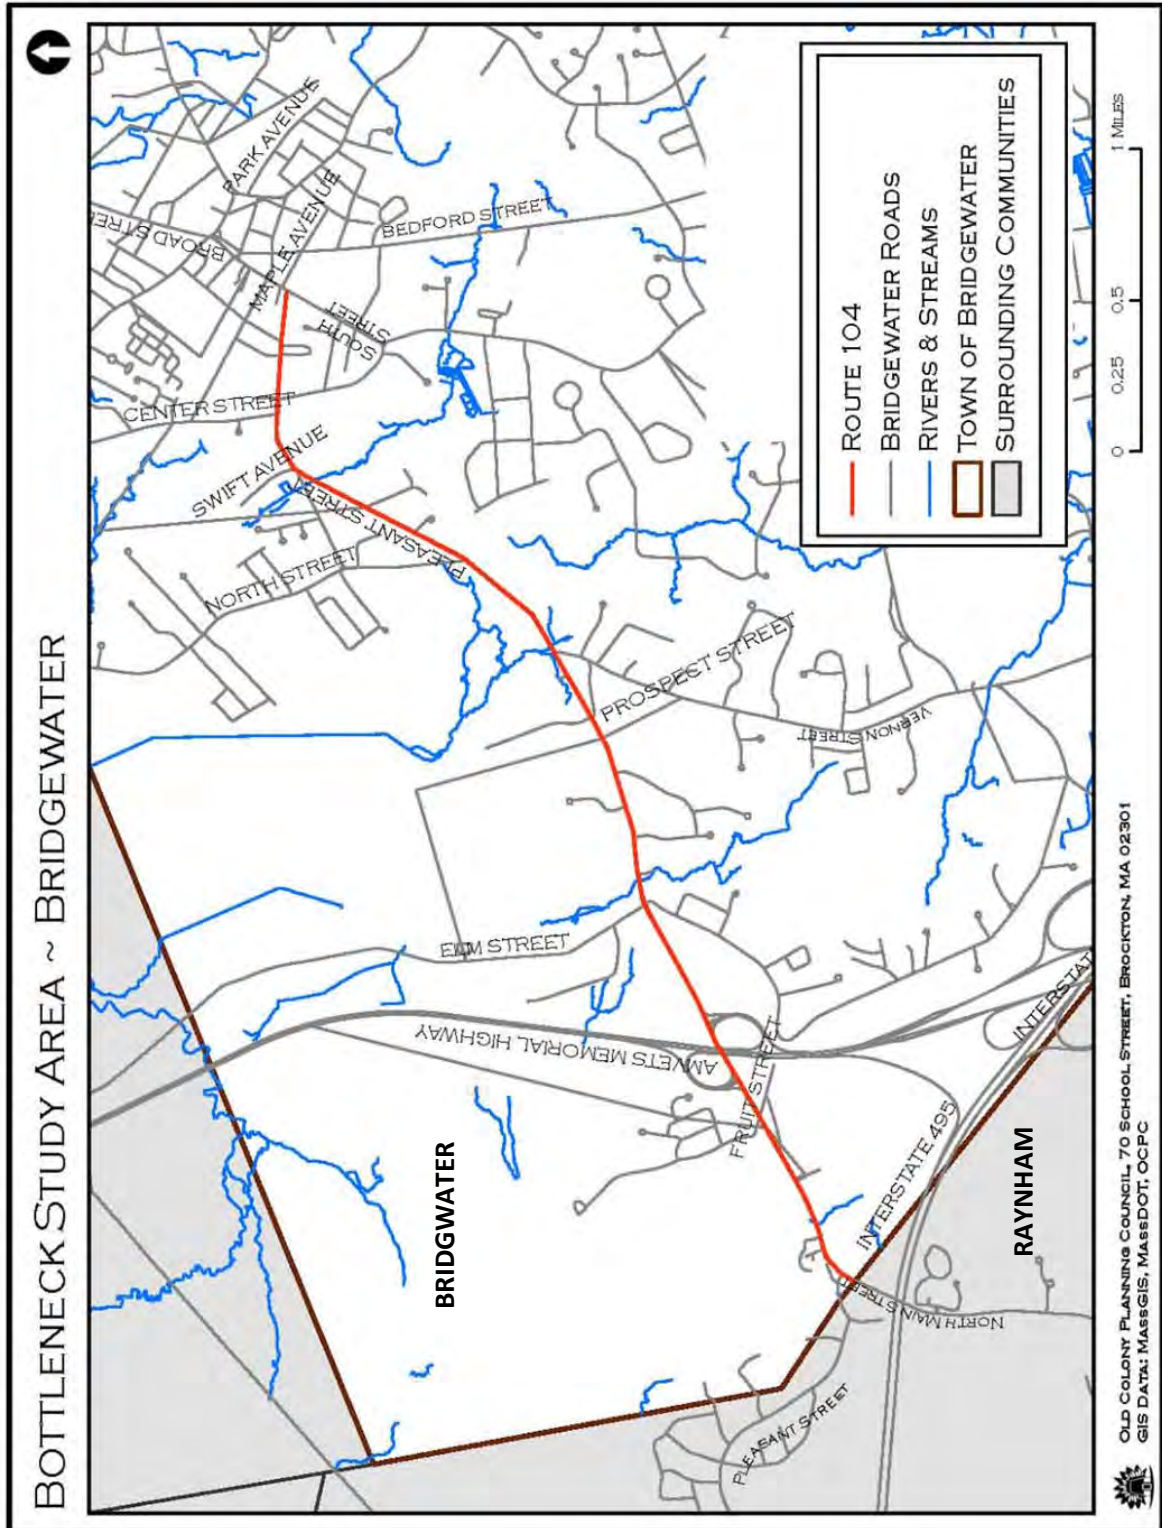 BOTTLENECK STUDY AREA ~ BRIDGEWATER
PARK AVENUE
MAPLE AVENUE
BEDFORD STREET
SOUTH STREET
CENTER STREET
SWIFT AVENUE
PLEASANT STREET
NORTH STREET
PROSPECT STREET
VERNON STREET
ELM STREET
AMVETS MEMORIAL HIGHWAY
FRUIT STREET
BRIDGWATER
INTERSTATE 495
RAYNHAM
NORTH MAIN STREET
PLEASANT STREET
ROUTE 104
BRIDGEWATER ROADS
RIVERS & STREAMS
TOWN OF BRIDGEWATER
SURROUNDING COMMUNITIES
0 0.25 0.5 1 MILES
OLD COLONY PLANNING COUNCIL, 70 SCHOOL STREET, BROCKTON, MA 02301
GIS DATA: MASSGIS, MASSDOT, OCPC